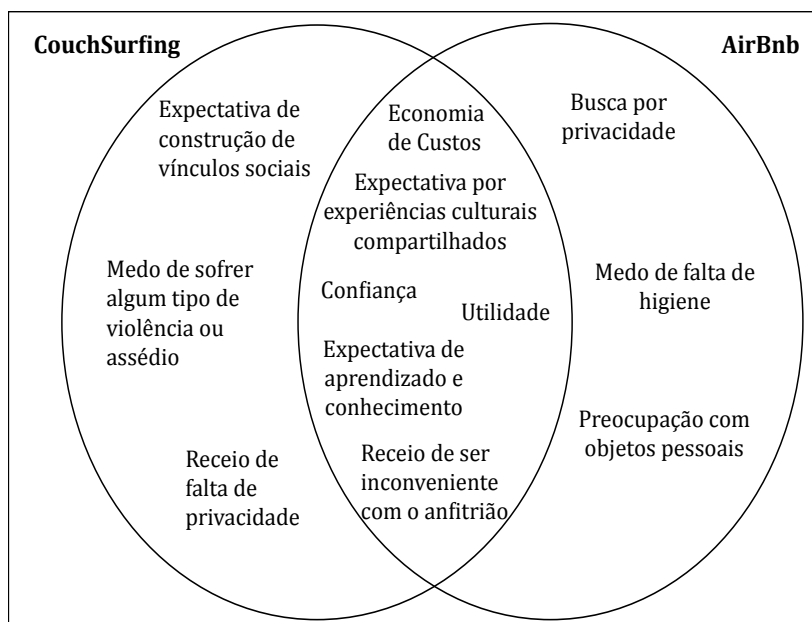 CouchSurfing
AirBnb
Expectativa de
construção de
vínculos sociais
Medo de sofrer
algum tipo de
violência ou
assédio
Receio de
falta de
privacidade
Economia
de Custos
Expectativa por
experiências culturais
compartilhados
Confiança
Utilidade
Expectativa de
aprendizado e
conhecimento
Receio de ser
inconveniente
com o anfitrião
Busca por
privacidade
Medo de falta de
higiene
Preocupação com
objetos pessoais